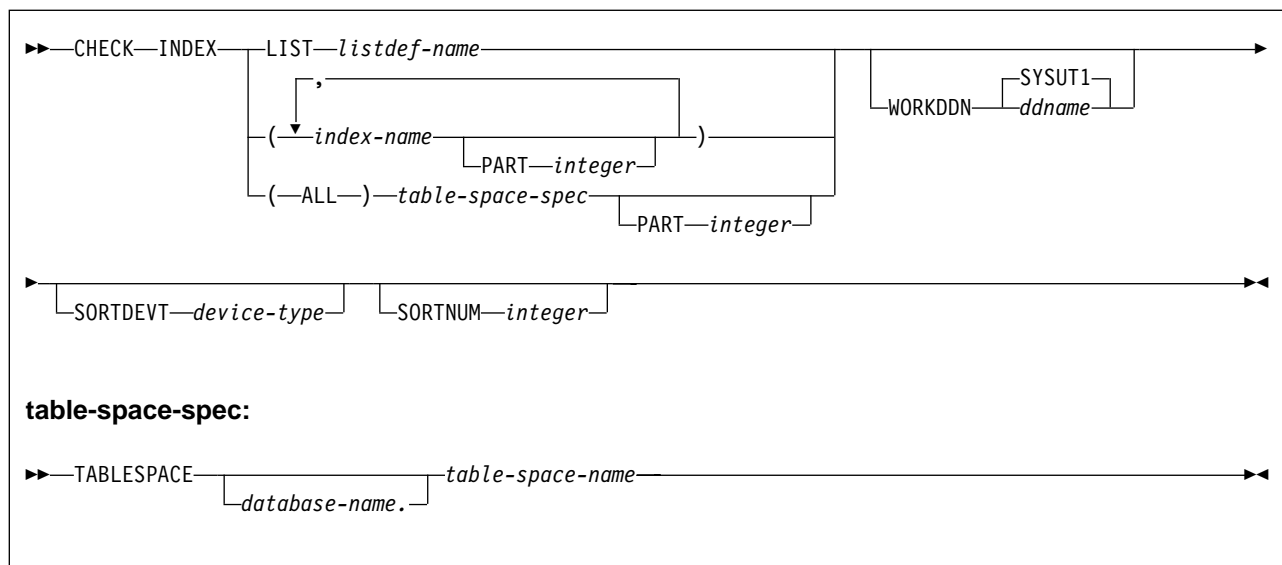 CHECK INDEX LIST listdef-name
, SYSUT1
WORKDDN ddname
( index-name )
PART integer
( ALL ) table-space-spec
PART integer
SORTDEVT device-type SORTNUM integer
table-space-spec:
TABLESPACE table-space-name
database-name.